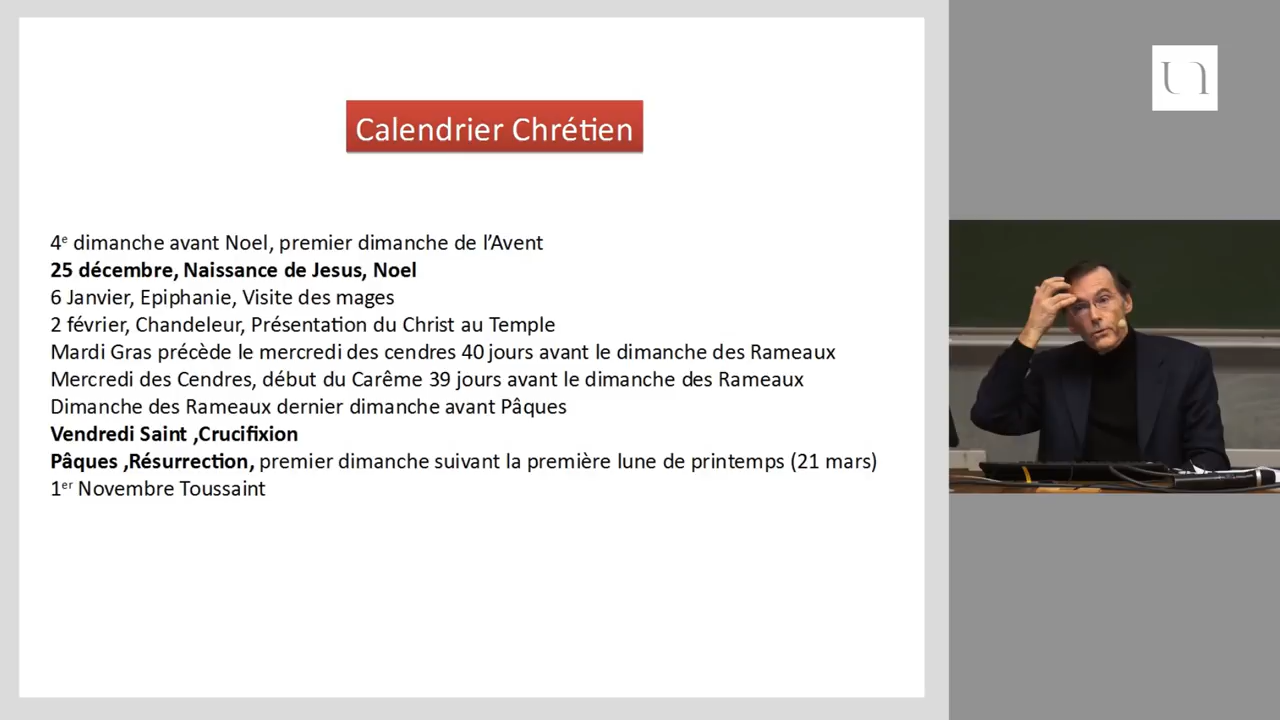 Calendrier Chrétien
4e dimanche avant Noel, premier dimanche de l’Avent
25 décembre, Naissance de Jesus, Noel
6 Janvier, Epiphanie, Visite des mages
2 février, Chandeleur, Présentation du Christ au Temple
Mardi Gras précède le mercredi des cendres 40 jours avant le dimanche des Rameaux
Mercredi des Cendres, début du Carême 39 jours avant le dimanche des Rameaux
Dimanche des Rameaux dernier dimanche avant Pâques
Vendredi Saint ,Crucifixion
Pâques ,Résurrection, premier dimanche suivant la première lune de printemps (21 mars)
1er Novembre Toussaint